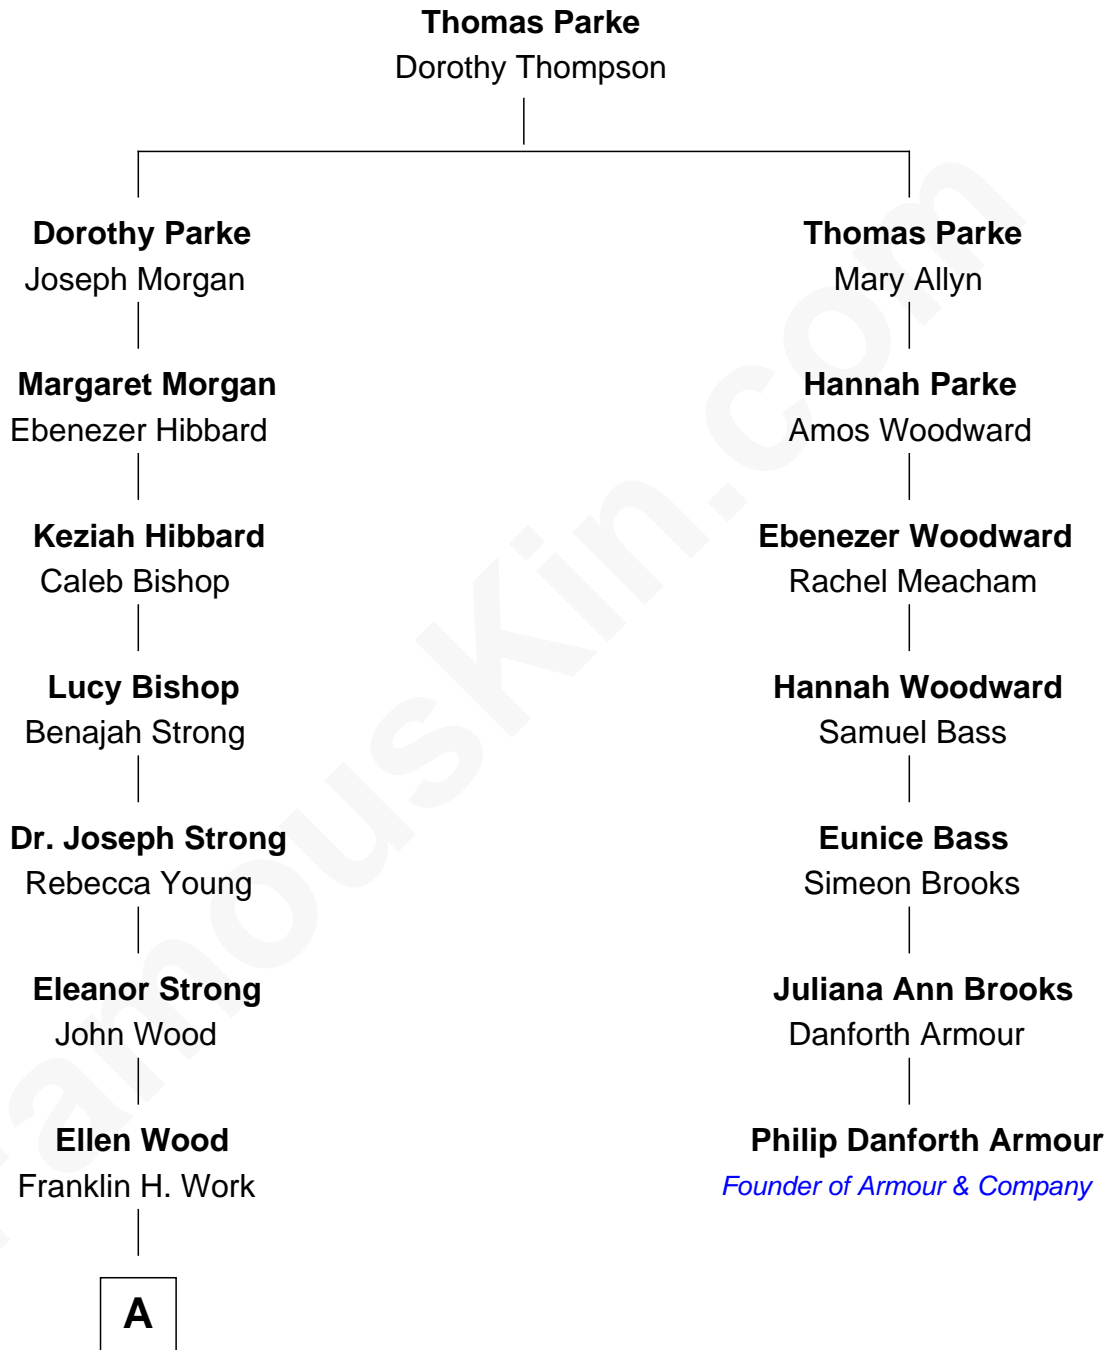 Thomas Parke
Dorothy Thompson
Dorothy Parke
Joseph Morgan
Margaret Morgan
Ebenezer Hibbard
Keziah Hibbard
Caleb Bishop
Lucy Bishop
Benajah Strong
Dr. Joseph Strong
Rebecca Young
Eleanor Strong
John Wood
Ellen Wood
Franklin H. Work
A
Thomas Parke
Mary Allyn
Hannah Parke
Amos Woodward
Ebenezer Woodward
Rachel Meacham
Hannah Woodward
Samuel Bass
Eunice Bass
Simeon Brooks
Juliana Ann Brooks
Danforth Armour
Philip Danforth Armour
Founder of Armour & Company
FamousKin.com